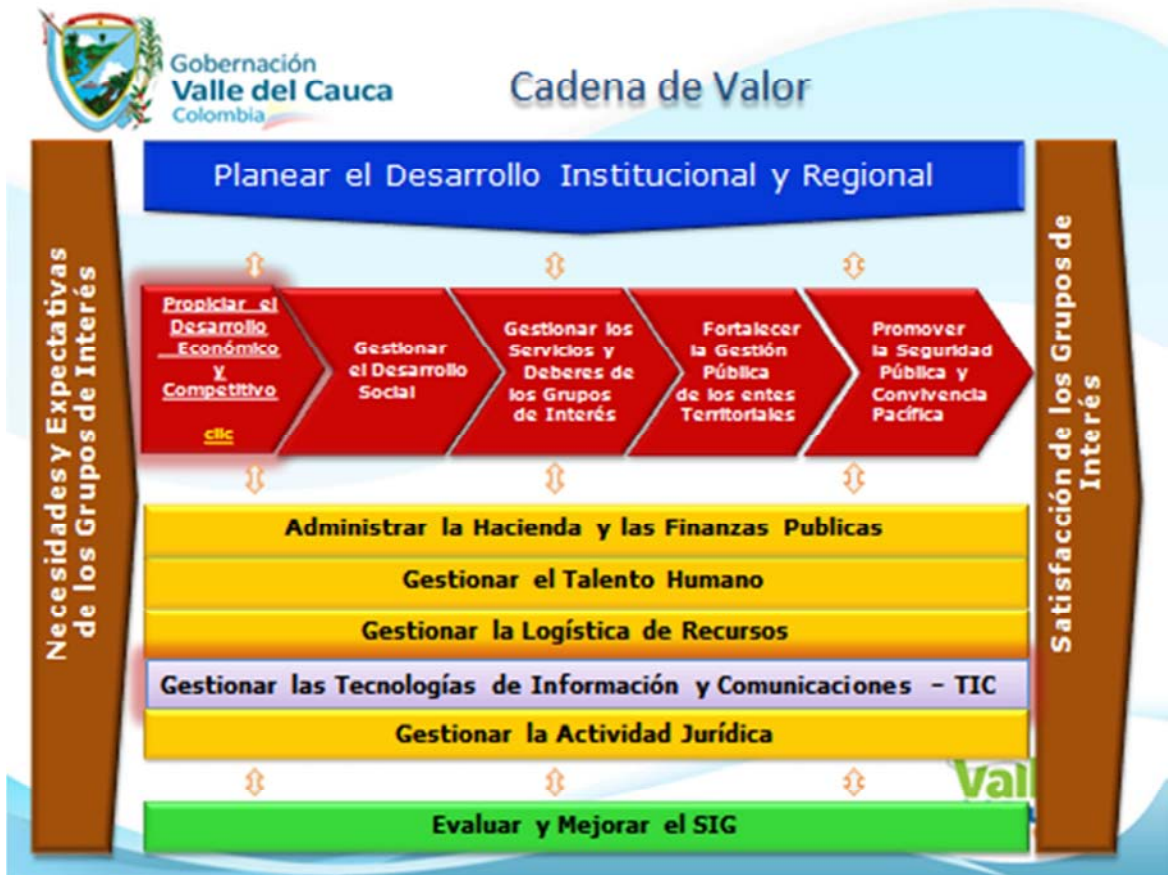 Gobernación
Valle del Cauca
Colombia
Cadena de Valor
Planear el Desarrollo Institucional y Regional
Necesidades y Expectativas
de los Grupos de Interés
Propiciar el
Desarrollo
Económico
y
Competitivo
clic
Gestionar
el Desarrollo
Social
Gestionar los
Servicios y
Deberes de
los Grupos
de Interés
Fortalecer
la Gestión
Pública
de los entes
Territoriales
Promover
la Seguridad
Pública y
Convivencia
Pacífica
Administrar la Hacienda y las Finanzas Publicas
Gestionar el Talento Humano
Gestionar la Logística de Recursos
Gestionar las Tecnologías de Información y Comunicaciones - TIC
Gestionar la Actividad Jurídica
Vall
Evaluar y Mejorar el SIG
Satisfacción de los Grupos de
Interés